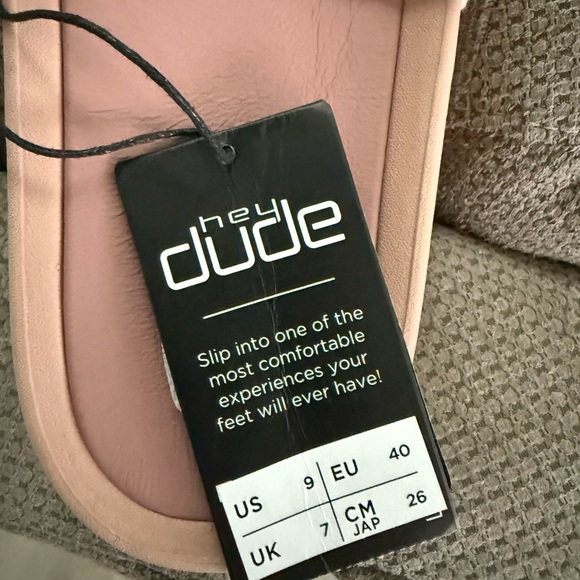 hey
dude
Slip into one of the
most comfortable
experiences your
feet will ever have!
US 9 EU 40
UK 7 CM JAP 26